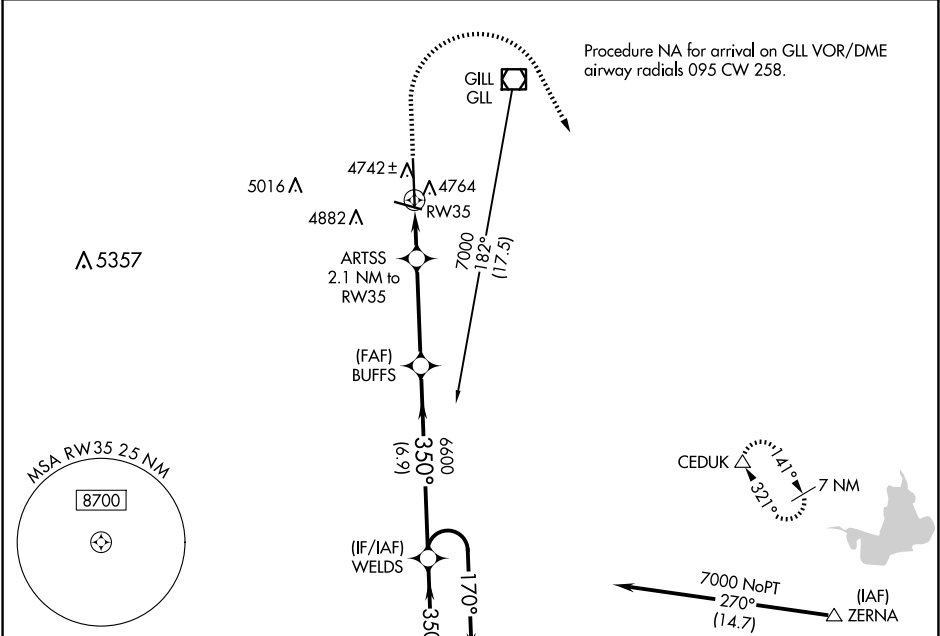 Procedure NA for arrival on GLL VOR/DME
airway radials 095 CW 258.
GILL
GLL
4742±
5016
4764
4882
RW35
5357
ARTSS
2.1 NM to
RW35
7000
182°
(17.5)
(FAF)
BUFFS
6600
350°
(6.9)
MSA RW35 25 NM
8700
CEDUK
141°
321°
7 NM
(IF/IAF)
WELDS
170°
350
7000 NoPT
270°
(14.7)
(IAF)
ZERNA